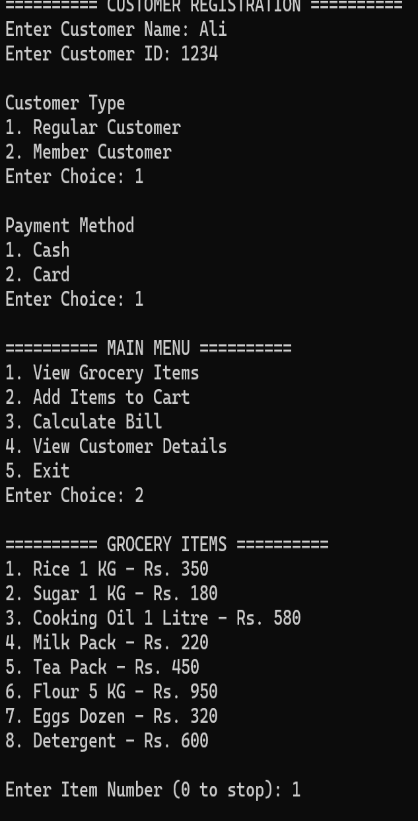 ========== CUSTOMER REGISTRATION ==========
Enter Customer Name: Ali
Enter Customer ID: 1234
Customer Type
1. Regular Customer
2. Member Customer
Enter Choice: 1
Payment Method
1. Cash
2. Card
Enter Choice: 1
========== MAIN MENU ==========
1. View Grocery Items
2. Add Items to Cart
3. Calculate Bill
4. View Customer Details
5. Exit
Enter Choice: 2
========== GROCERY ITEMS ==========
1. Rice 1 KG - Rs. 350
2. Sugar 1 KG - Rs. 180
3. Cooking Oil 1 Litre - Rs. 580
4. Milk Pack - Rs. 220
5. Tea Pack - Rs. 450
6. Flour 5 KG - Rs. 950
7. Eggs Dozen - Rs. 320
8. Detergent - Rs. 600
Enter Item Number (0 to stop): 1